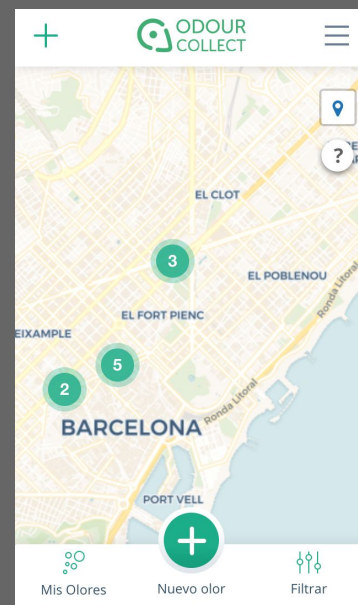 ODOUR
COLLECT
?
EL CLOT
3
EL POBLENOU
Ronda Litoral
EL FORT PIENC
EIXAMPLE
5
2
Ronda Litoral
BARCELONA
PORT VELL
Mis Olores
Nuevo olor
Filtrar